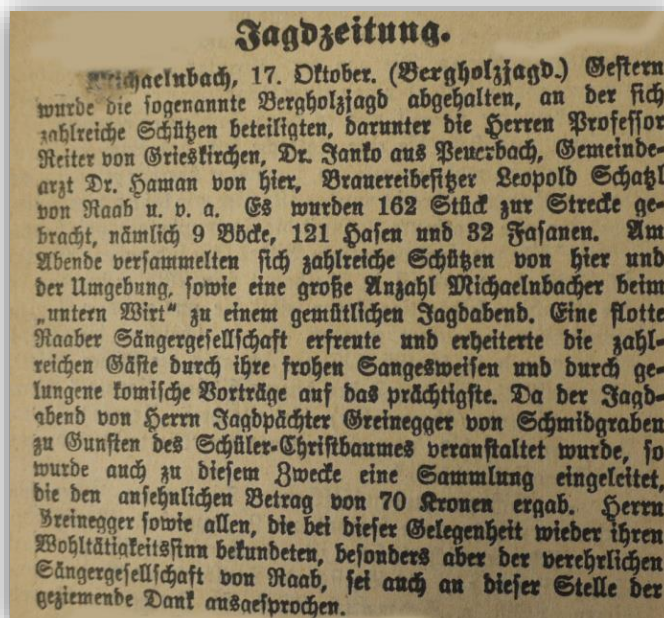 Jagdzeitung.
Michaelnbach, 17. Oktober. (Bergholzjagd.) Gestern
wurde die sogenannte Bergholzjagd abgehalten, an der sich
zahlreiche Schützen beteiligten, darunter die Herren Professor
Reiter von Grieskirchen, Dr. Janko aus Peuerbach, Gemeinde-
arzt Dr. Haman von hier, Brauereibesitzer Leopold Schatzl
von Raab u. v. a. Es wurden 162 Stück zur Strecke ge-
bracht, nämlich 9 Böcke, 121 Hasen und 32 Fasanen. Am
Abende versammelten sich zahlreiche Schützen von hier und
der Umgebung, sowie eine große Anzahl Michaelnbacher beim
„untern Wirt“ zu einem gemütlichen Jagdabend. Eine flotte
Raaber Sängergesellschaft erfreute und erheiterte die zahl-
reichen Gäste durch ihre frohen Sangesweisen und durch ge-
lungene komische Vorträge auf das prächtigste. Da der Jagd-
abend von Herrn Jagdpächter Greinegger von Schmidgraben
zu Gunsten des Schüler-Christbaumes veranstaltet wurde, so
wurde auch zu diesem Zwecke eine Sammlung eingeleitet,
die den ansehnlichen Betrag von 70 Kronen ergab. Herrn
Greinegger sowie allen, die bei dieser Gelegenheit wieder ihren
Wohltätigkeitssinn bekundeten, besonders aber der verehrlichen
Sängergesellschaft von Raab, sei auch an dieser Stelle der
geziemende Dank ausgesprochen.